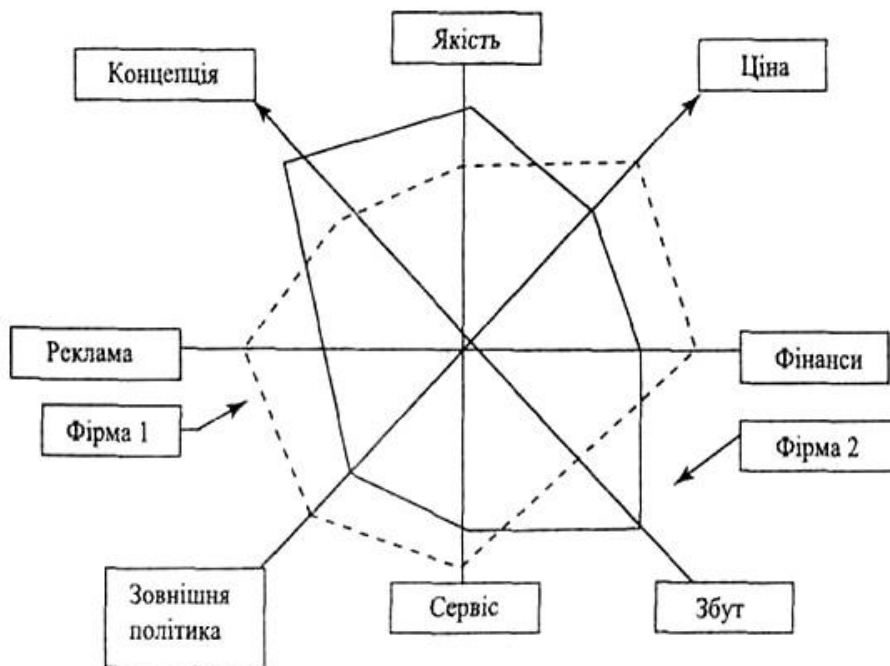 Якість
Концепція
Ціна
Реклама
Фінанси
Фірма 1
Фірма 2
Зовнішня
політика
Сервіс
Збут